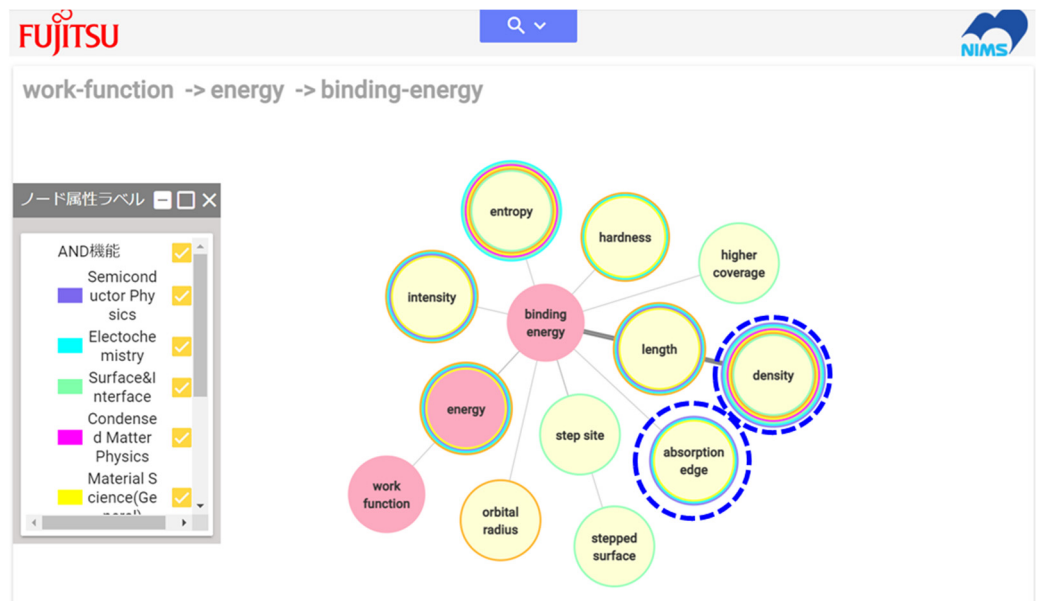 FUJITSU
NIMS
work-function -> energy -> binding-energy
ノード属性ラベル
AND機能
Semicond
uctor Phy
sics
Electoche
mistry
Surface&I
nterface
Condense
d Matter
Physics
Material S
cience(Ge
neral)
entropy
hardness
higher
coverage
intensity
binding
energy
length
density
energy
step site
absorption
edge
work
function
orbital
radius
stepped
surface